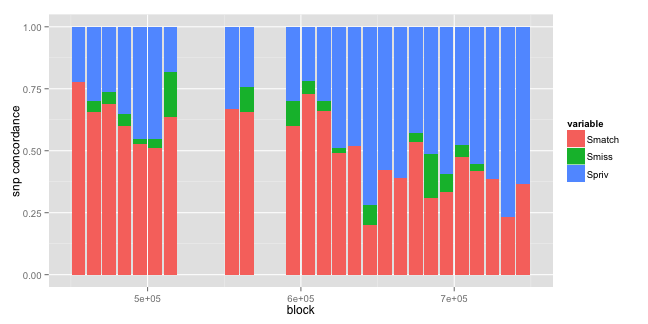 1.00
0.75
0.50
0.25
0.00
snp concordance
5e+05 6e+05 7e+05
block
variable
Smatch
Smiss
Spriv